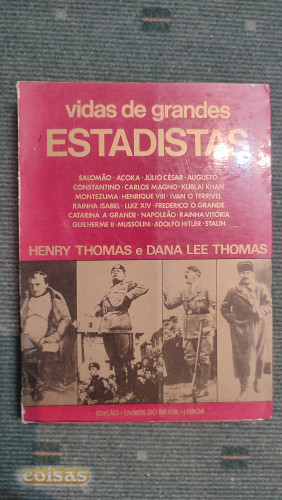 vidas de grandes
ESTADISTAS
SALOMÃO · AÇOKA · JÚLIO CÉSAR · AUGUSTO
CONSTANTINO · CARLOS MAGNO · KUBLAI KHAN
MONTEZUMA · HENRIQUE VIII · IVAN O TERRÍVEL
RAINHA ISABEL · LUIZ XIV · FREDERICO O GRANDE
CATARINA A GRANDE · NAPOLEÃO · RAINHA VITÓRIA
GUILHERME II · MUSSOLINI · ADOLFO HITLER · STALIN
HENRY THOMAS e DANA LEE THOMAS
EDIÇÃO · LIVROS DO BRASIL · LISBOA
coisas